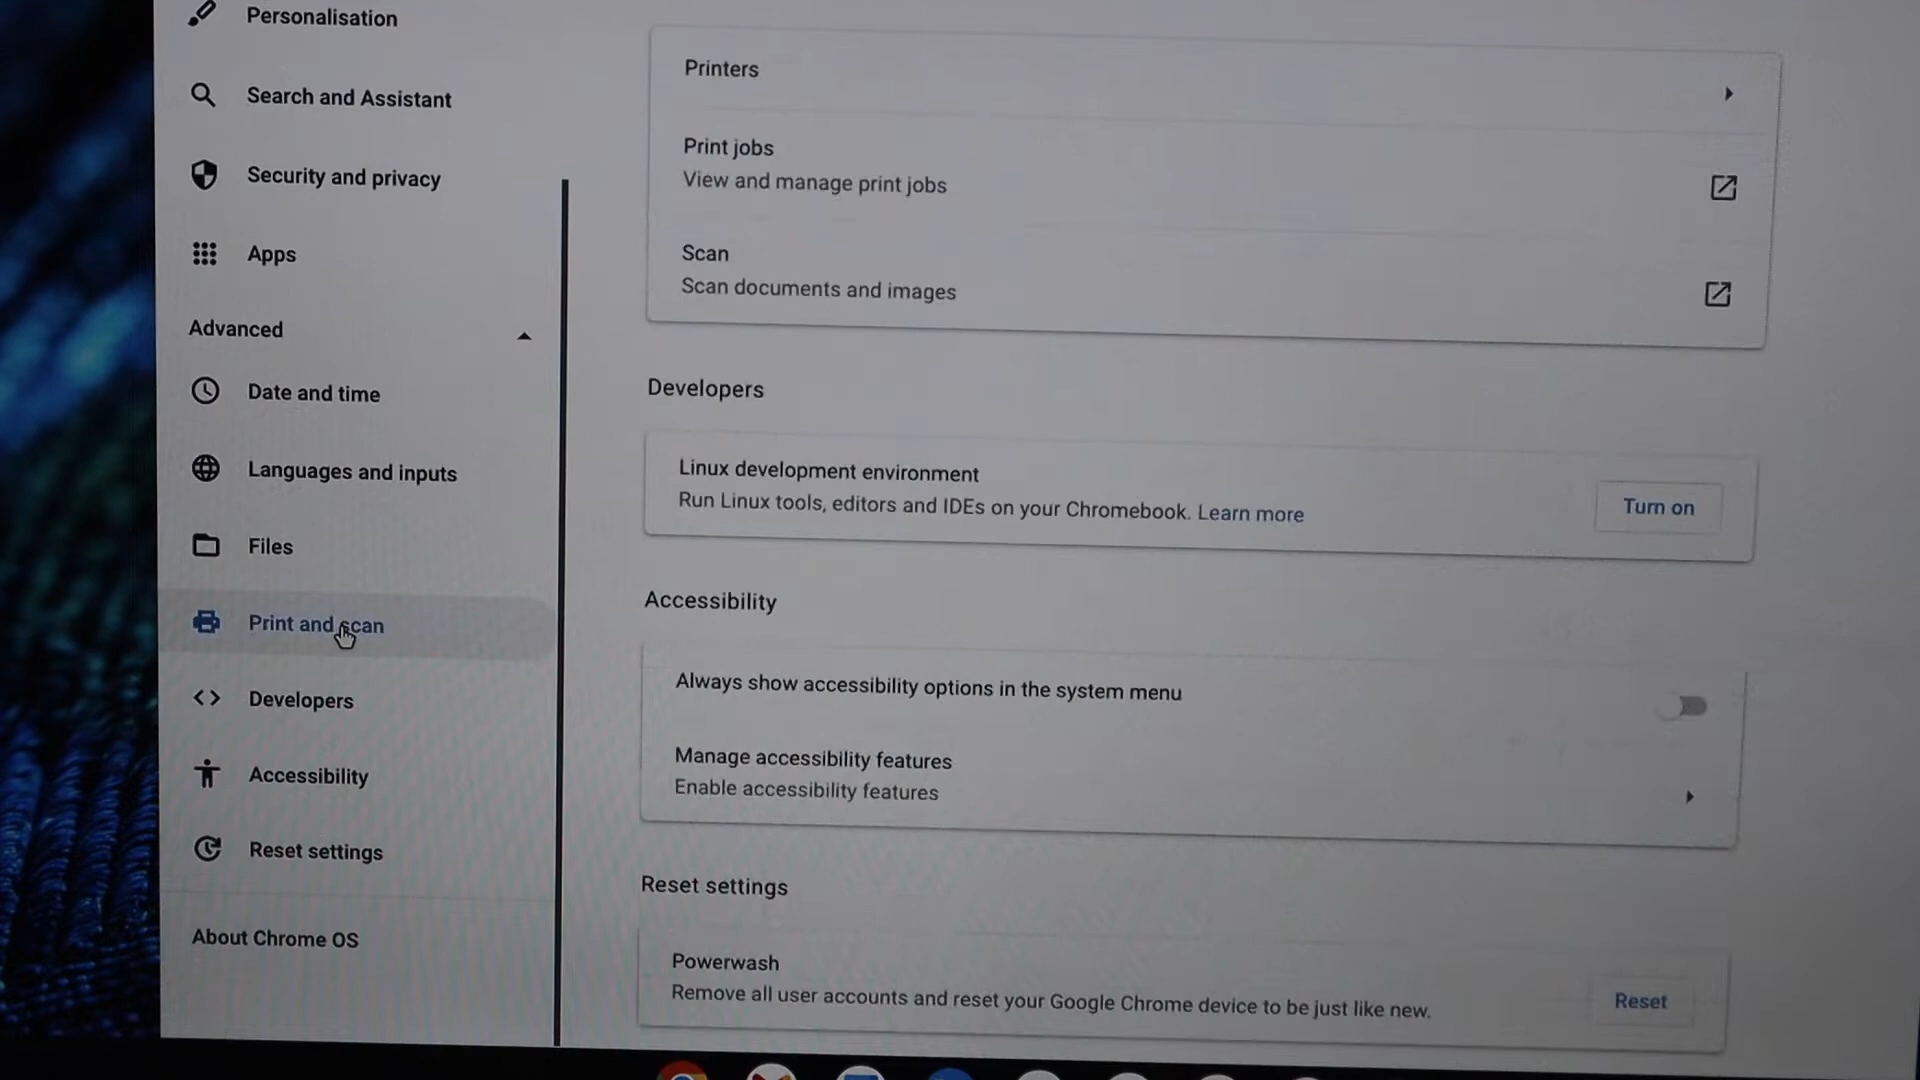 Personalisation
Search and Assistant
Security and privacy
Apps
Advanced
Date and time
Languages and inputs
Files
Print and scan
Developers
Accessibility
Reset settings
About Chrome OS
Printers
Print jobs
View and manage print jobs
Scan
Scan documents and images
Developers
Linux development environment
Run Linux tools, editors and IDEs on your Chromebook. Learn more
Turn on
Accessibility
Always show accessibility options in the system menu
Manage accessibility features
Enable accessibility features
Reset settings
Powerwash
Remove all user accounts and reset your Google Chrome device to be just like new.
Reset